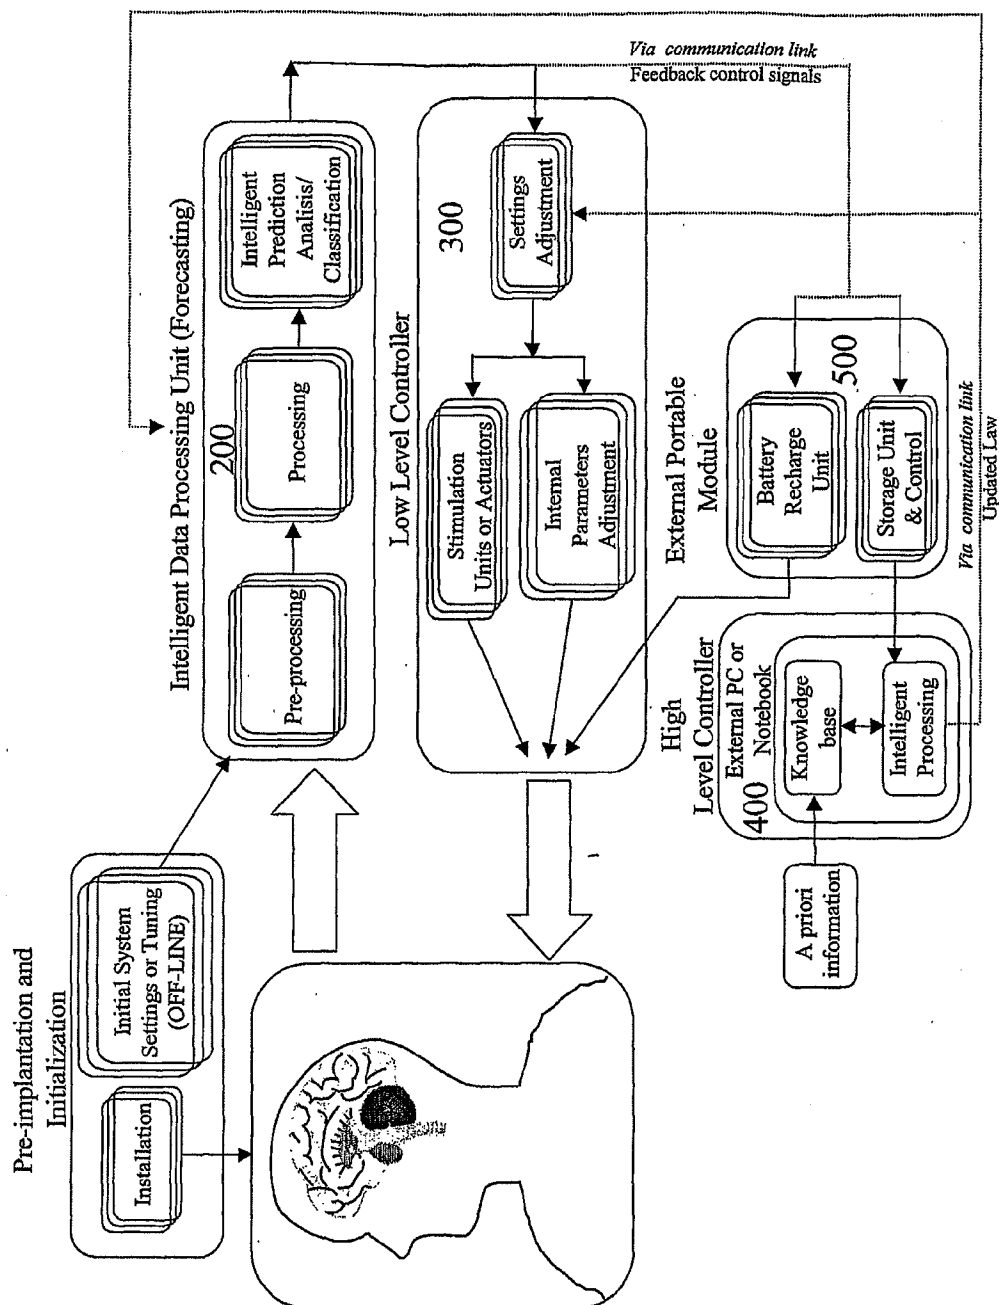 Pre-implantation and
Initialization
Installation
Initial System
Settings or Tuning
(OFF-LINE)
Intelligent Data Processing Unit (Forecasting)
200
Pre-processing
Processing
Intelligent
Prediction
Analisis/
Classification
Via communication link
Feedback control signals
Low Level Controller
300
Settings
Adjustment
Stimulation
Units or Actuators
Internal
Parameters
Adjustment
External Portable
Module
Battery
Recharge
Unit
500
Storage Unit
& Control
High
Level Controller
External PC or
Notebook
400
Knowledge
base
Intelligent
Processing
A priori
information
Via communication link
Updated Law